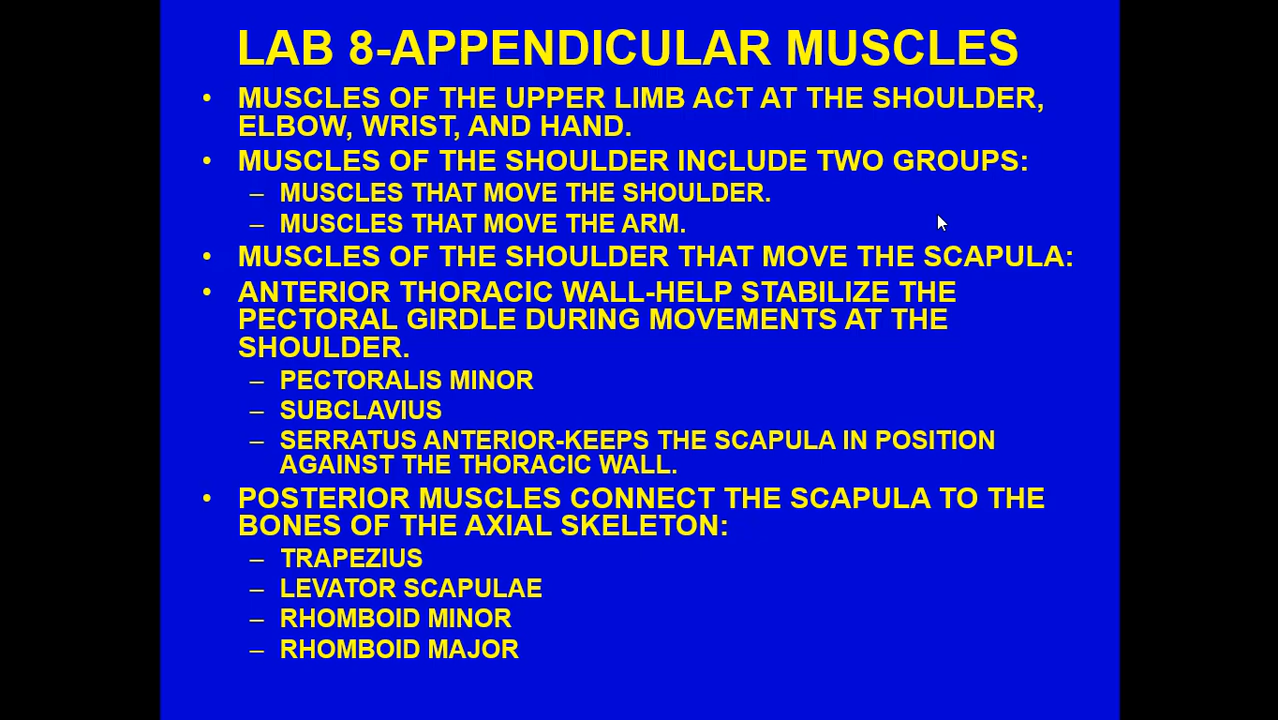 LAB 8-APPENDICULAR MUSCLES
• MUSCLES OF THE UPPER LIMB ACT AT THE SHOULDER,
ELBOW, WRIST, AND HAND.
• MUSCLES OF THE SHOULDER INCLUDE TWO GROUPS:
– MUSCLES THAT MOVE THE SHOULDER.
– MUSCLES THAT MOVE THE ARM.
• MUSCLES OF THE SHOULDER THAT MOVE THE SCAPULA:
• ANTERIOR THORACIC WALL-HELP STABILIZE THE
PECTORAL GIRDLE DURING MOVEMENTS AT THE
SHOULDER.
– PECTORALIS MINOR
– SUBCLAVIUS
– SERRATUS ANTERIOR-KEEPS THE SCAPULA IN POSITION
AGAINST THE THORACIC WALL.
• POSTERIOR MUSCLES CONNECT THE SCAPULA TO THE
BONES OF THE AXIAL SKELETON:
– TRAPEZIUS
– LEVATOR SCAPULAE
– RHOMBOID MINOR
– RHOMBOID MAJOR